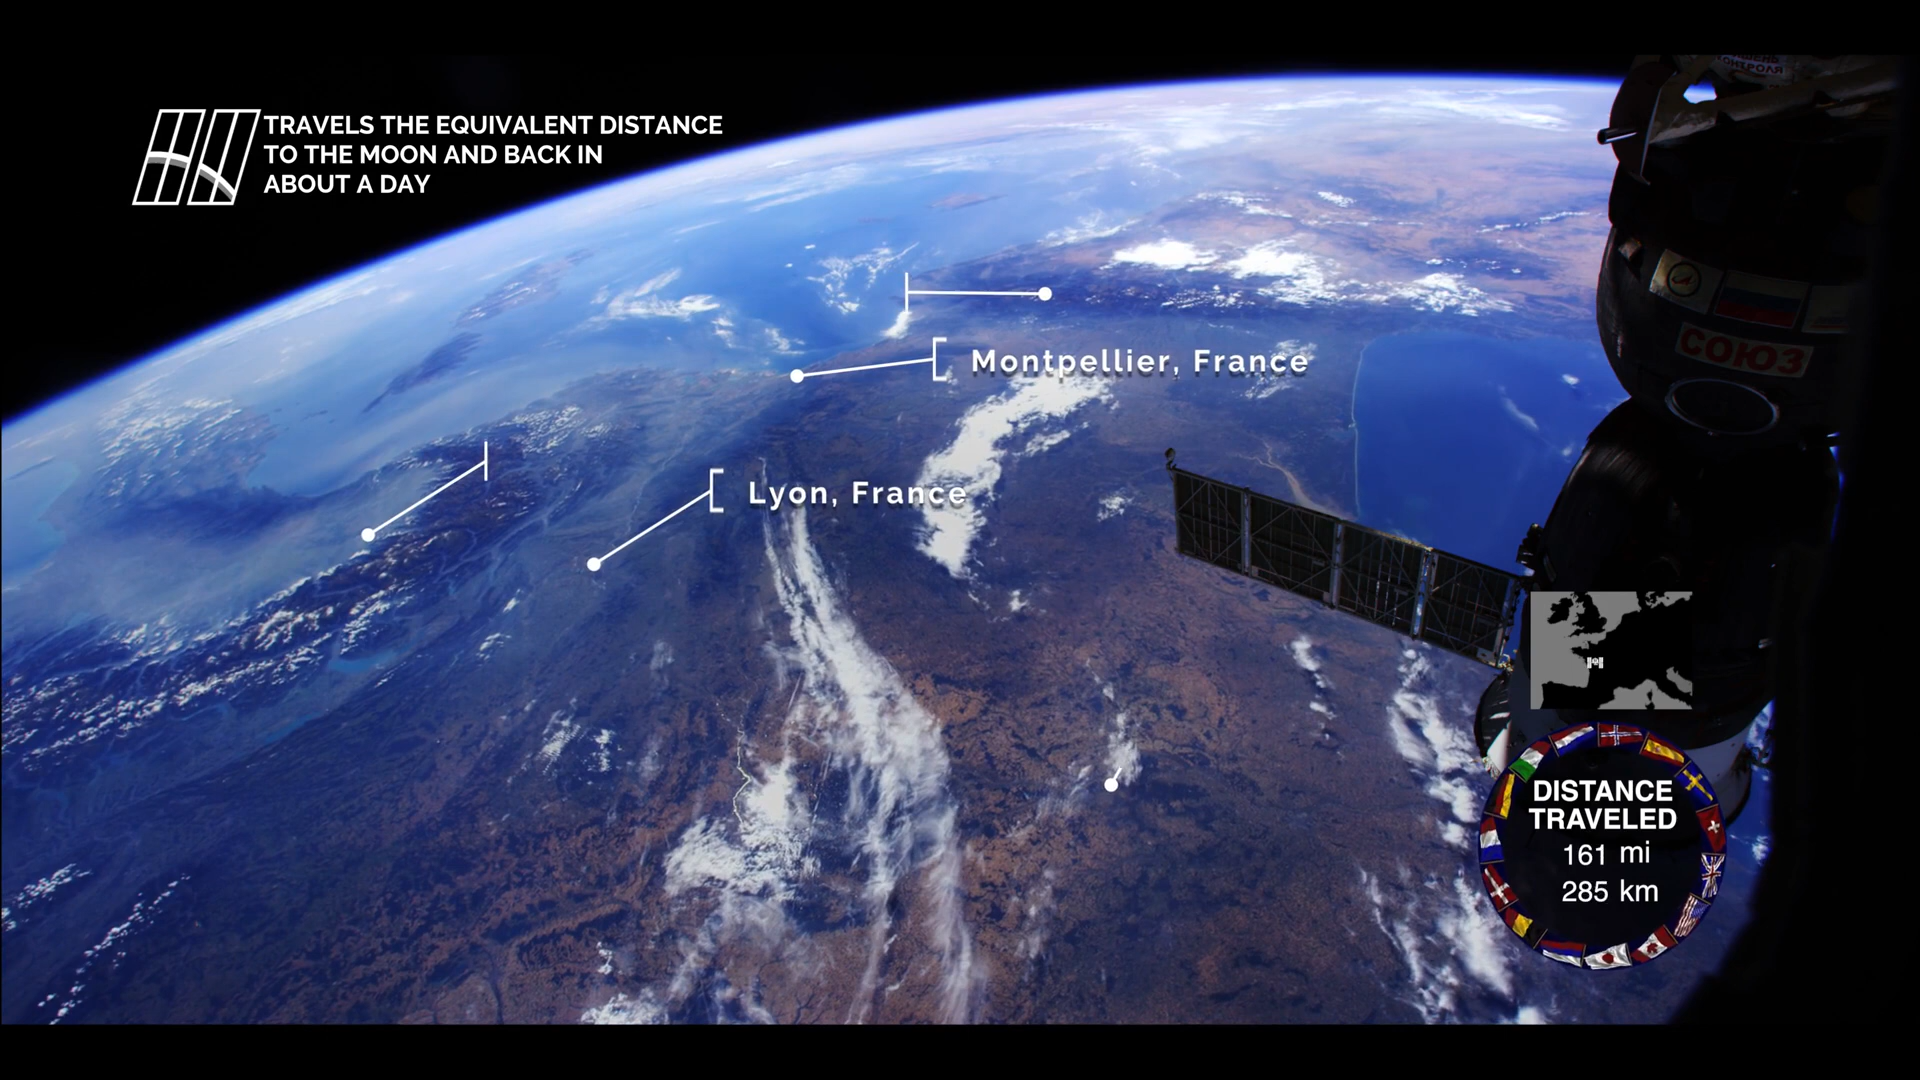 TRAVELS THE EQUIVALENT DISTANCE
TO THE MOON AND BACK IN
ABOUT A DAY
КОНТРОЛЯ
СОЮЗ
Montpellier, France
Lyon, France
DISTANCE
TRAVELED
161 mi
285 km